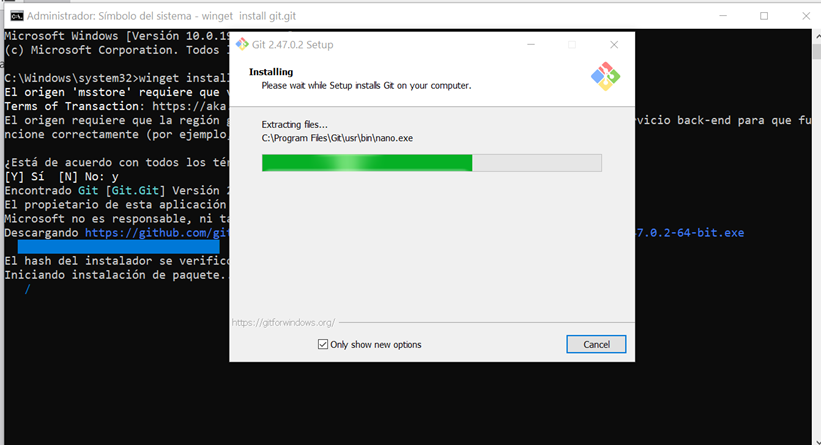 Administrador: Símbolo del sistema - winget install git.git
Microsoft Windows [Versión 10.0.19
(c) Microsoft Corporation. Todos
C:\Windows\system32>winget instal
El origen 'msstore' requiere que v
Terms of Transaction: https://aka.
El origen requiere que la región g
rvicio back-end para que fu
ncione correctamente (por ejemplo,
¿Está de acuerdo con todos los tér
[Y] Sí [N] No: y
Encontrado Git [Git.Git] Versión 2
El propietario de esta aplicación
Microsoft no es responsable, ni ta
Descargando https://github.com/git
47.0.2-64-bit.exe
El hash del instalador se verificó
Iniciando instalación de paquete..
/
Git 2.47.0.2 Setup
Installing
Please wait while Setup installs Git on your computer.
Extracting files...
C:\Program Files\Git\usr\bin\nano.exe
https://gitforwindows.org/
Only show new options
Cancel